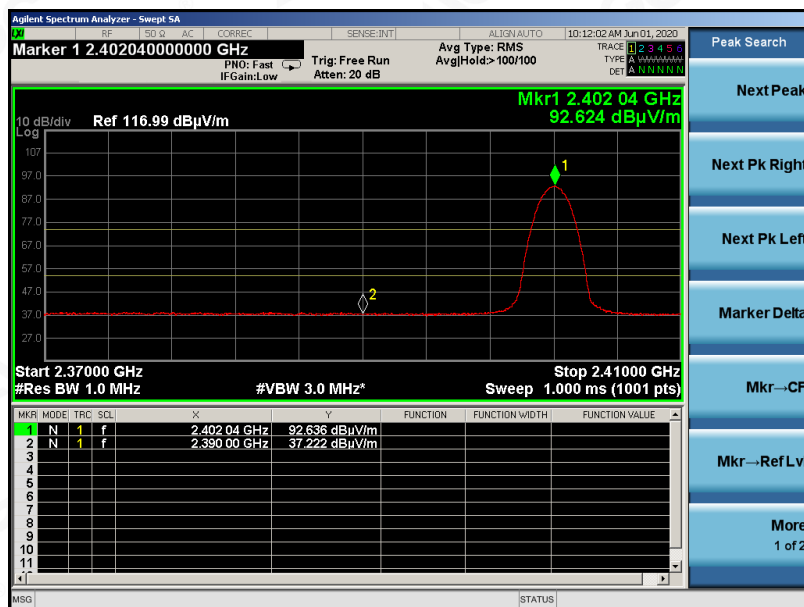 Agilent Spectrum Analyzer - Swept SA
LXI RF 50 Ω AC CORREC SENSE:INT ALIGN AUTO 10:12:02 AM Jun 01, 2020
Marker 1 2.402040000000 GHz
PNO: Fast
IFGain:Low
Trig: Free Run
Atten: 20 dB
Avg Type: RMS
Avg|Hold:>100/100
TRACE 1 2 3 4 5 6
TYPE A WWWWW
DET A N N N N N
Mkr1 2.402 04 GHz
92.624 dBµV/m
10 dB/div Ref 116.99 dBµV/m
Log
107
97.0
87.0
77.0
67.0
57.0
47.0
37.0
27.0
1
2
Start 2.37000 GHz Stop 2.41000 GHz
#Res BW 1.0 MHz #VBW 3.0 MHz* Sweep 1.000 ms (1001 pts)
MKR MODE TRC SCL X Y FUNCTION FUNCTION WIDTH FUNCTION VALUE
1 N 1 f 2.402 04 GHz 92.636 dBµV/m
2 N 1 f 2.390 00 GHz 37.222 dBµV/m
3
4
5
6
7
8
9
10
11
MSG STATUS
Peak Search
Next Peak
Next Pk Right
Next Pk Left
Marker Delta
Mkr→CF
Mkr→Ref Lv
More
1 of 2